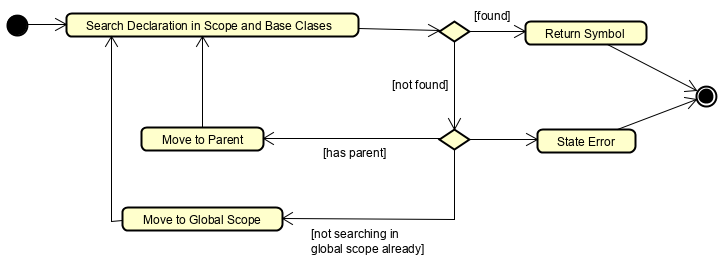 Search Declaration in Scope and Base Clases
[found]
Return Symbol
[not found]
Move to Parent
[has parent]
State Error
Move to Global Scope
[not searching in
global scope already]